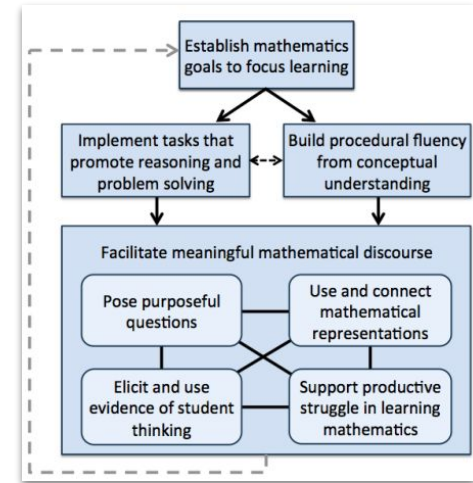 Establish mathematics
goals to focus learning
Implement tasks that
promote reasoning and
problem solving
Build procedural fluency
from conceptual
understanding
Facilitate meaningful mathematical discourse
Pose purposeful
questions
Use and connect
mathematical
representations
Elicit and use
evidence of student
thinking
Support productive
struggle in learning
mathematics